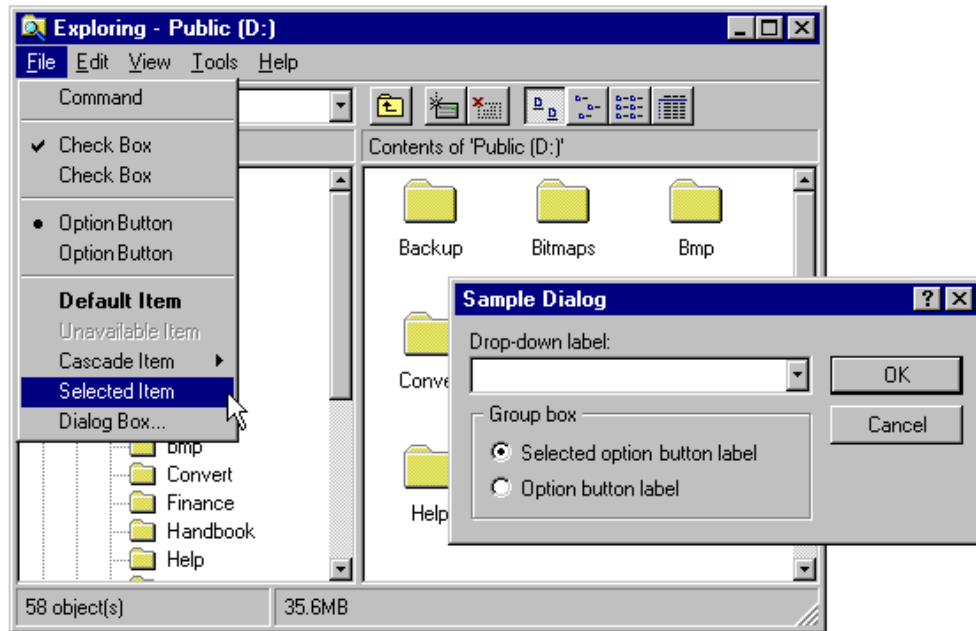 Exploring - Public (D:)
File Edit View Tools Help
Command
Check Box
Check Box
Option Button
Option Button
Default Item
Unavailable Item
Cascade Item
Selected Item
Dialog Box...
Bmp
Convert
Finance
Handbook
Help
Contents of 'Public (D:)'
Backup Bitmaps Bmp
Conve
Help
Sample Dialog
Drop-down label:
OK
Cancel
Group box
Selected option button label
Option button label
58 object(s) 35.6MB